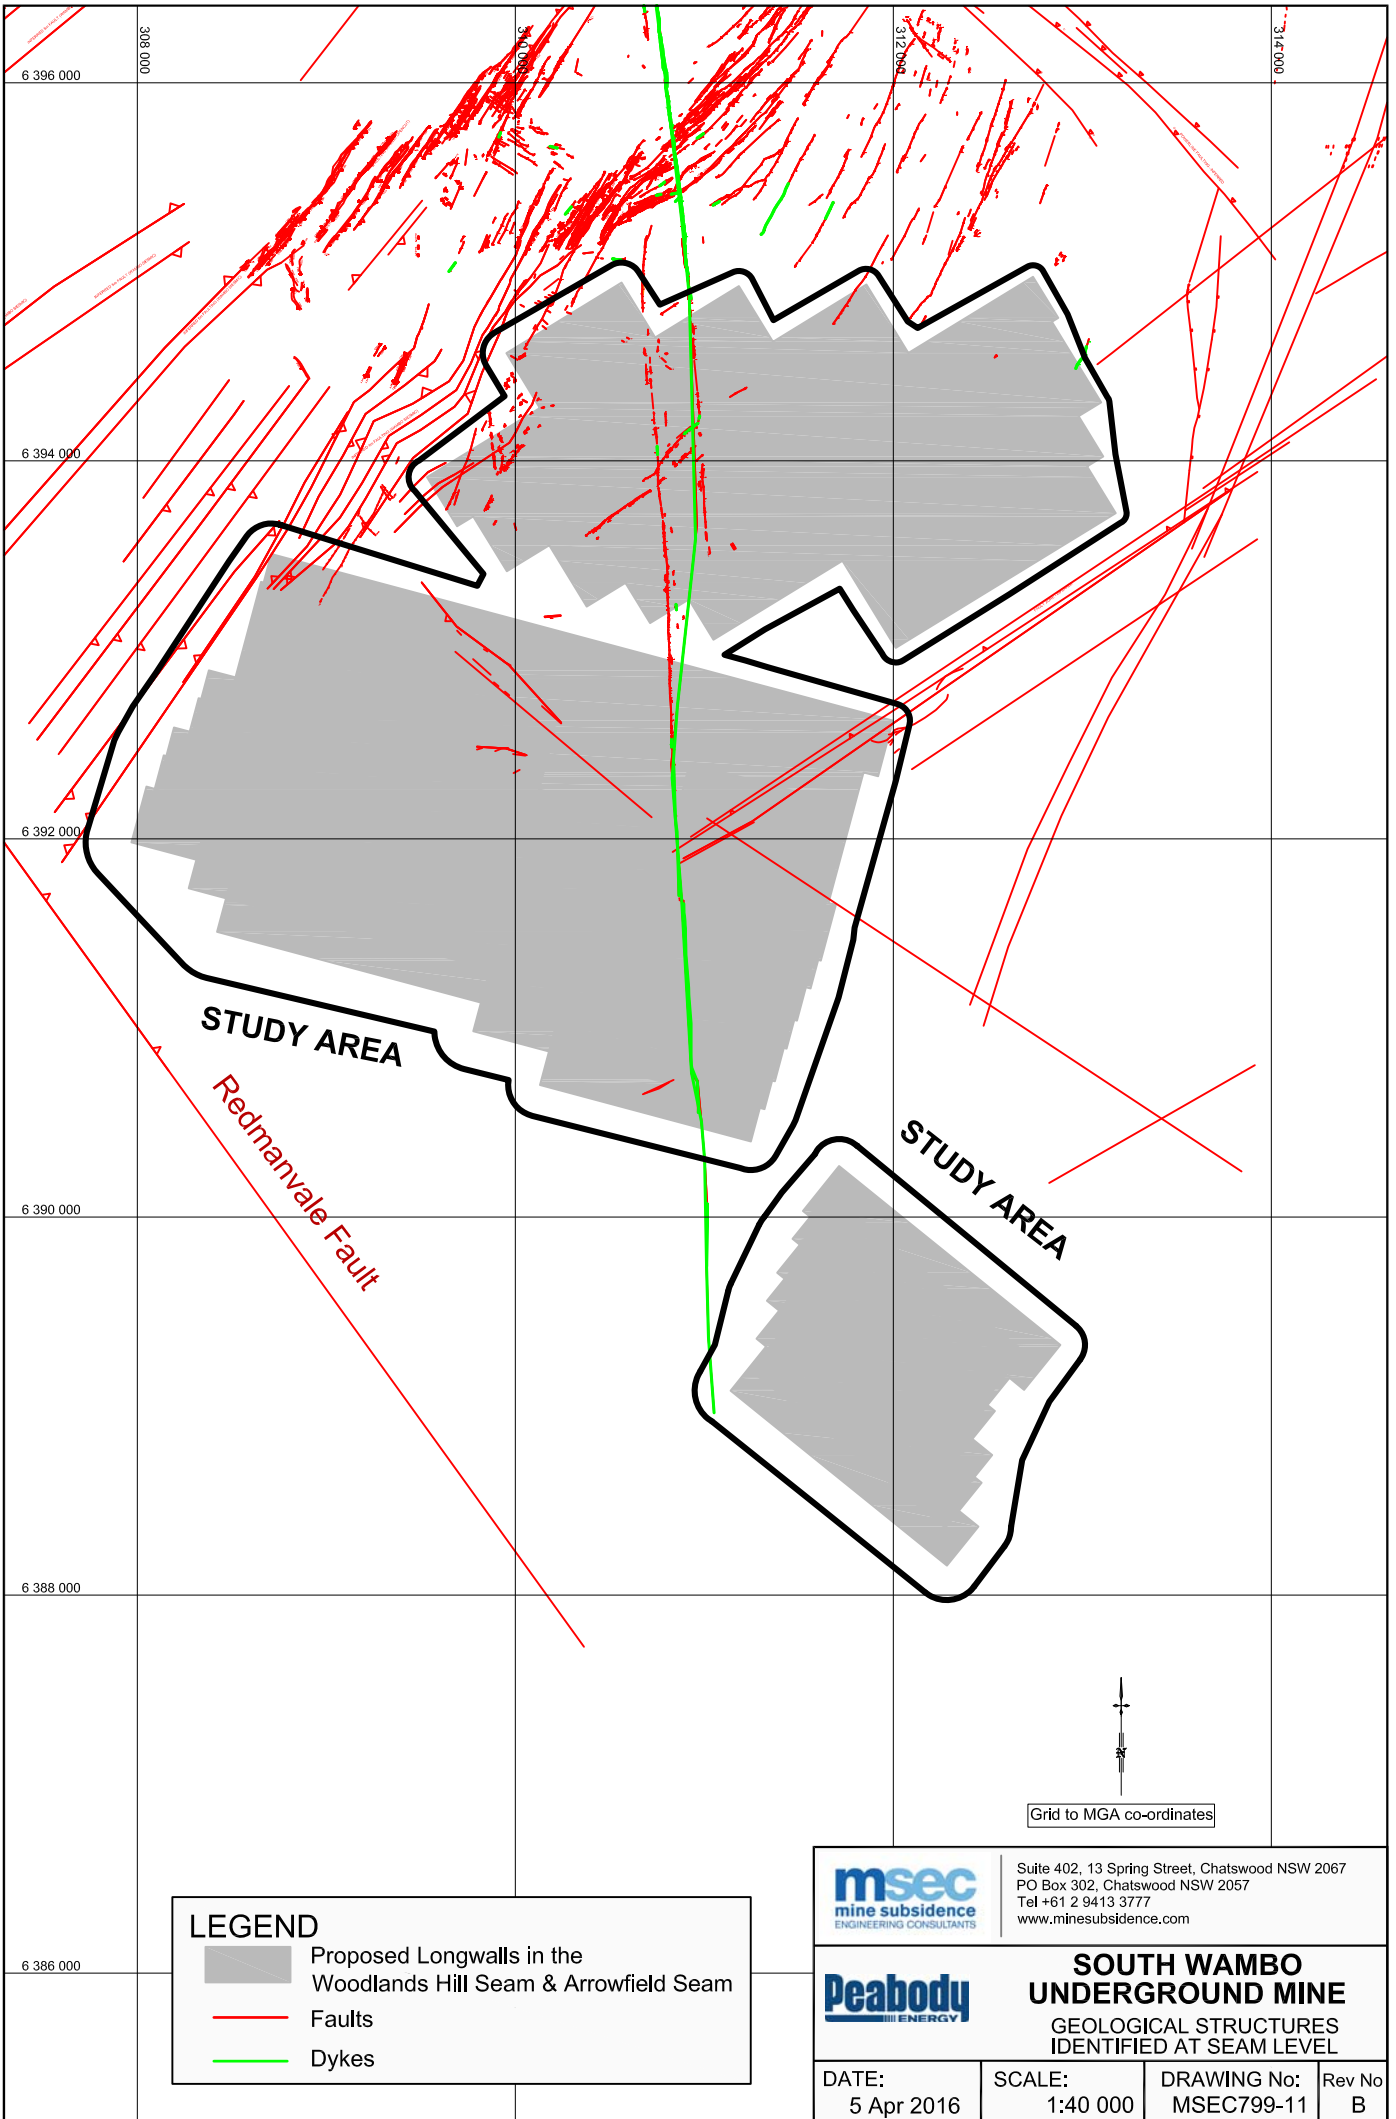 308 000
310 000
312 000
314 000
6 396 000
6 394 000
6 392 000
STUDY AREA
Redmanvale Fault
STUDY AREA
6 390 000
6 388 000
6 386 000
N
Grid to MGA co-ordinates
LEGEND
Proposed Longwalls in the
Woodlands Hill Seam & Arrowfield Seam
Faults
Dykes
msec
mine subsidence
ENGINEERING CONSULTANTS
Suite 402, 13 Spring Street, Chatswood NSW 2067
PO Box 302, Chatswood NSW 2057
Tel +61 2 9413 3777
www.minesubsidence.com
Peabody
ENERGY
SOUTH WAMBO
UNDERGROUND MINE
GEOLOGICAL STRUCTURES
IDENTIFIED AT SEAM LEVEL
DATE:
5 Apr 2016
SCALE:
1:40 000
DRAWING No:
MSEC799-11
Rev No
B